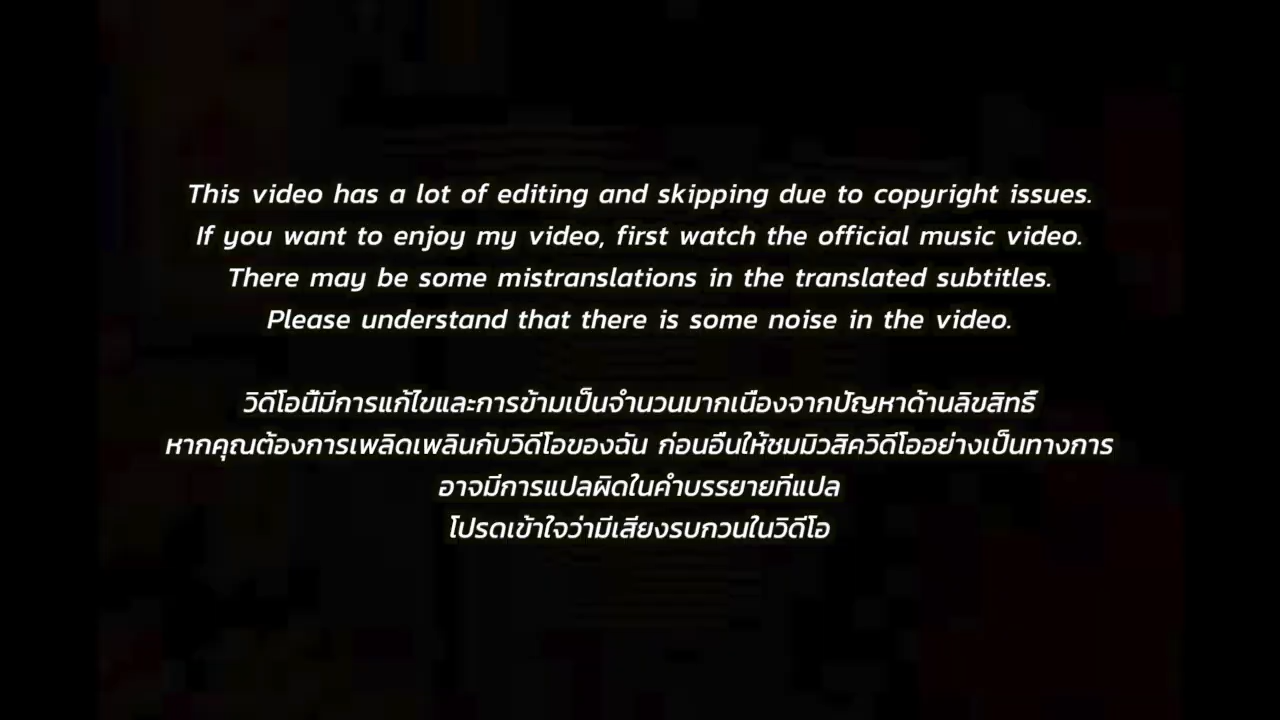 This video has a lot of editing and skipping due to copyright issues.
If you want to enjoy my video, first watch the official music video.
There may be some mistranslations in the translated subtitles.
Please understand that there is some noise in the video.
วิดีโอนี้มีการแก้ไขและการข้ามเป็นจำนวนมากเนื่องจากปัญหาด้านลิขสิทธิ์
หากคุณต้องการเพลิดเพลินกับวิดีโอของฉัน ก่อนอื่นให้ชมมิวสิควิดีโออย่างเป็นทางการ
อาจมีการแปลผิดในคำบรรยายที่แปล
โปรดเข้าใจว่ามีเสียงรบกวนในวิดีโอ